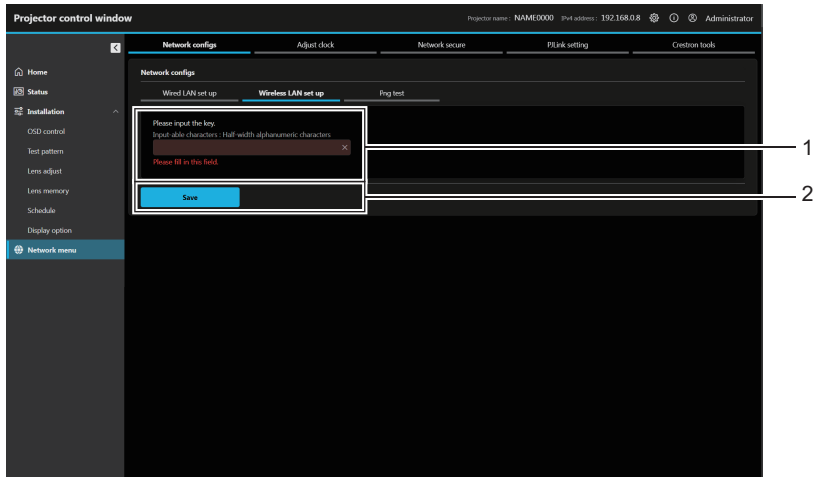 Projector control window
Projector name : NAME0000 IPv4 address : 192.168.0.8 Administrator
Network configs Adjust clock Network secure PJLink setting Crestron tools
Home
Status
Installation
OSD control
Test pattern
Lens adjust
Lens memory
Schedule
Display option
Network menu
Network configs
Wired LAN set up Wireless LAN set up Png test
Please input the key.
Input-able characters : Half-width alphanumeric characters
Please fill in this field.
Save
1
2